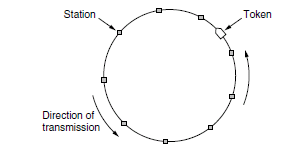 Station
Token
Direction of
transmission